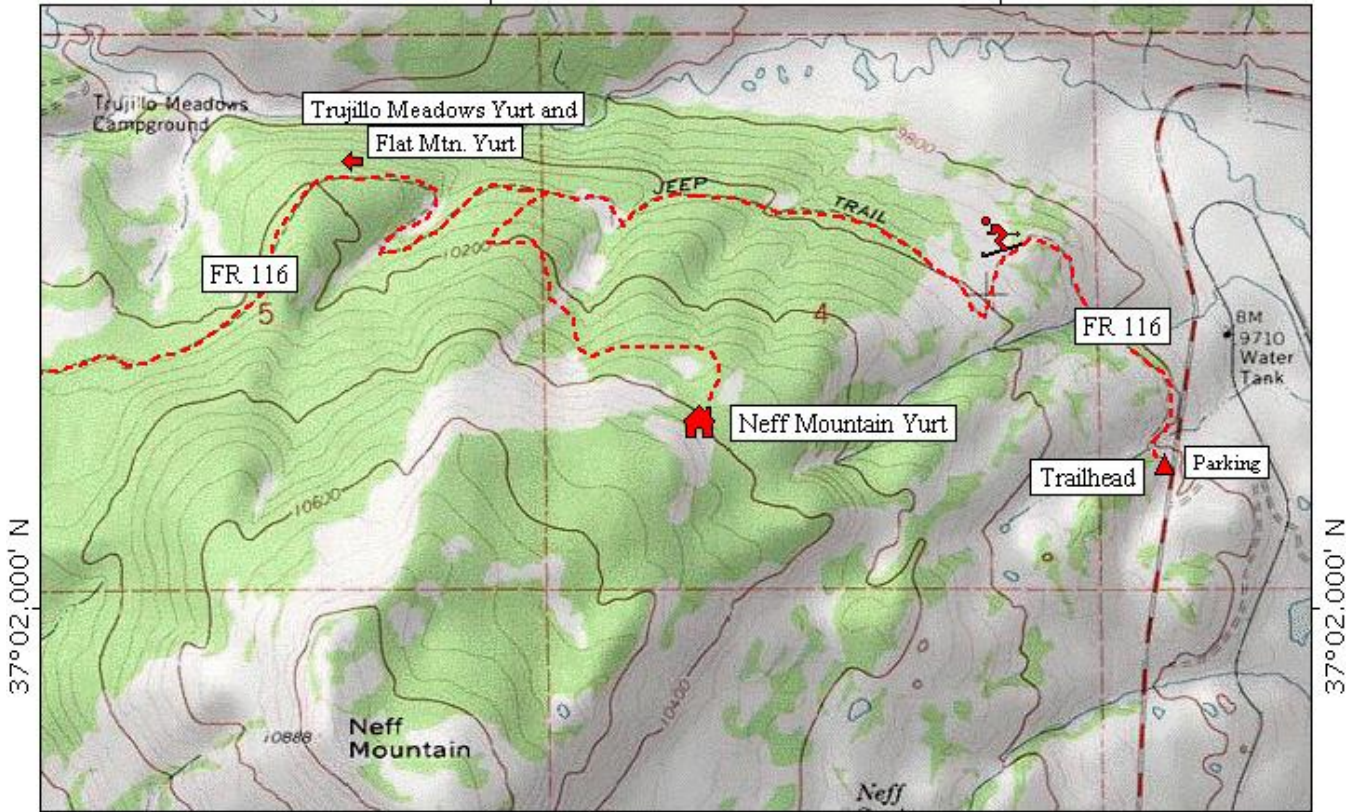 Trujillo Meadows
Campground
Trujillo Meadows Yurt and
Flat Mtn. Yurt
9800
JEEP
TRAIL
10200
FR 116
5
4
FR 116
BM
9710
Water
Tank
Neff Mountain Yurt
Trailhead
Parking
10600
37°02.000' N
37°02.000' N
10400
10888
Neff
Mountain
Neff